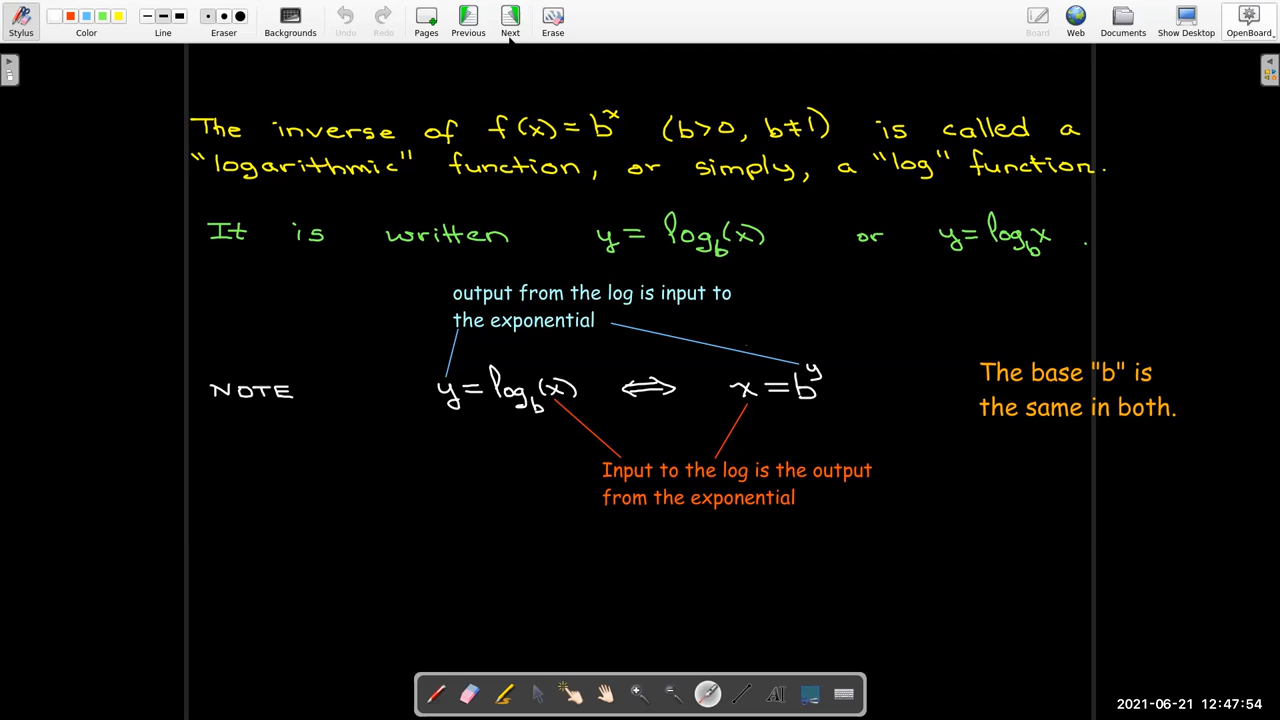 Stylus Color Line Eraser Backgrounds Undo Redo Pages Previous Next Erase Board Web Documents Show Desktop OpenBoard
The inverse of f(x) = bˣ (b>0, b≠1) is called a
"logarithmic" function, or simply, a "log" function.
It is written y = log_b(x) or y = log_b x .
output from the log is input to
the exponential
NOTE y = log_b(x) ⇔ x = b^y
The base "b" is
the same in both.
Input to the log is the output
from the exponential
AI
2021-06-21 12:47:54